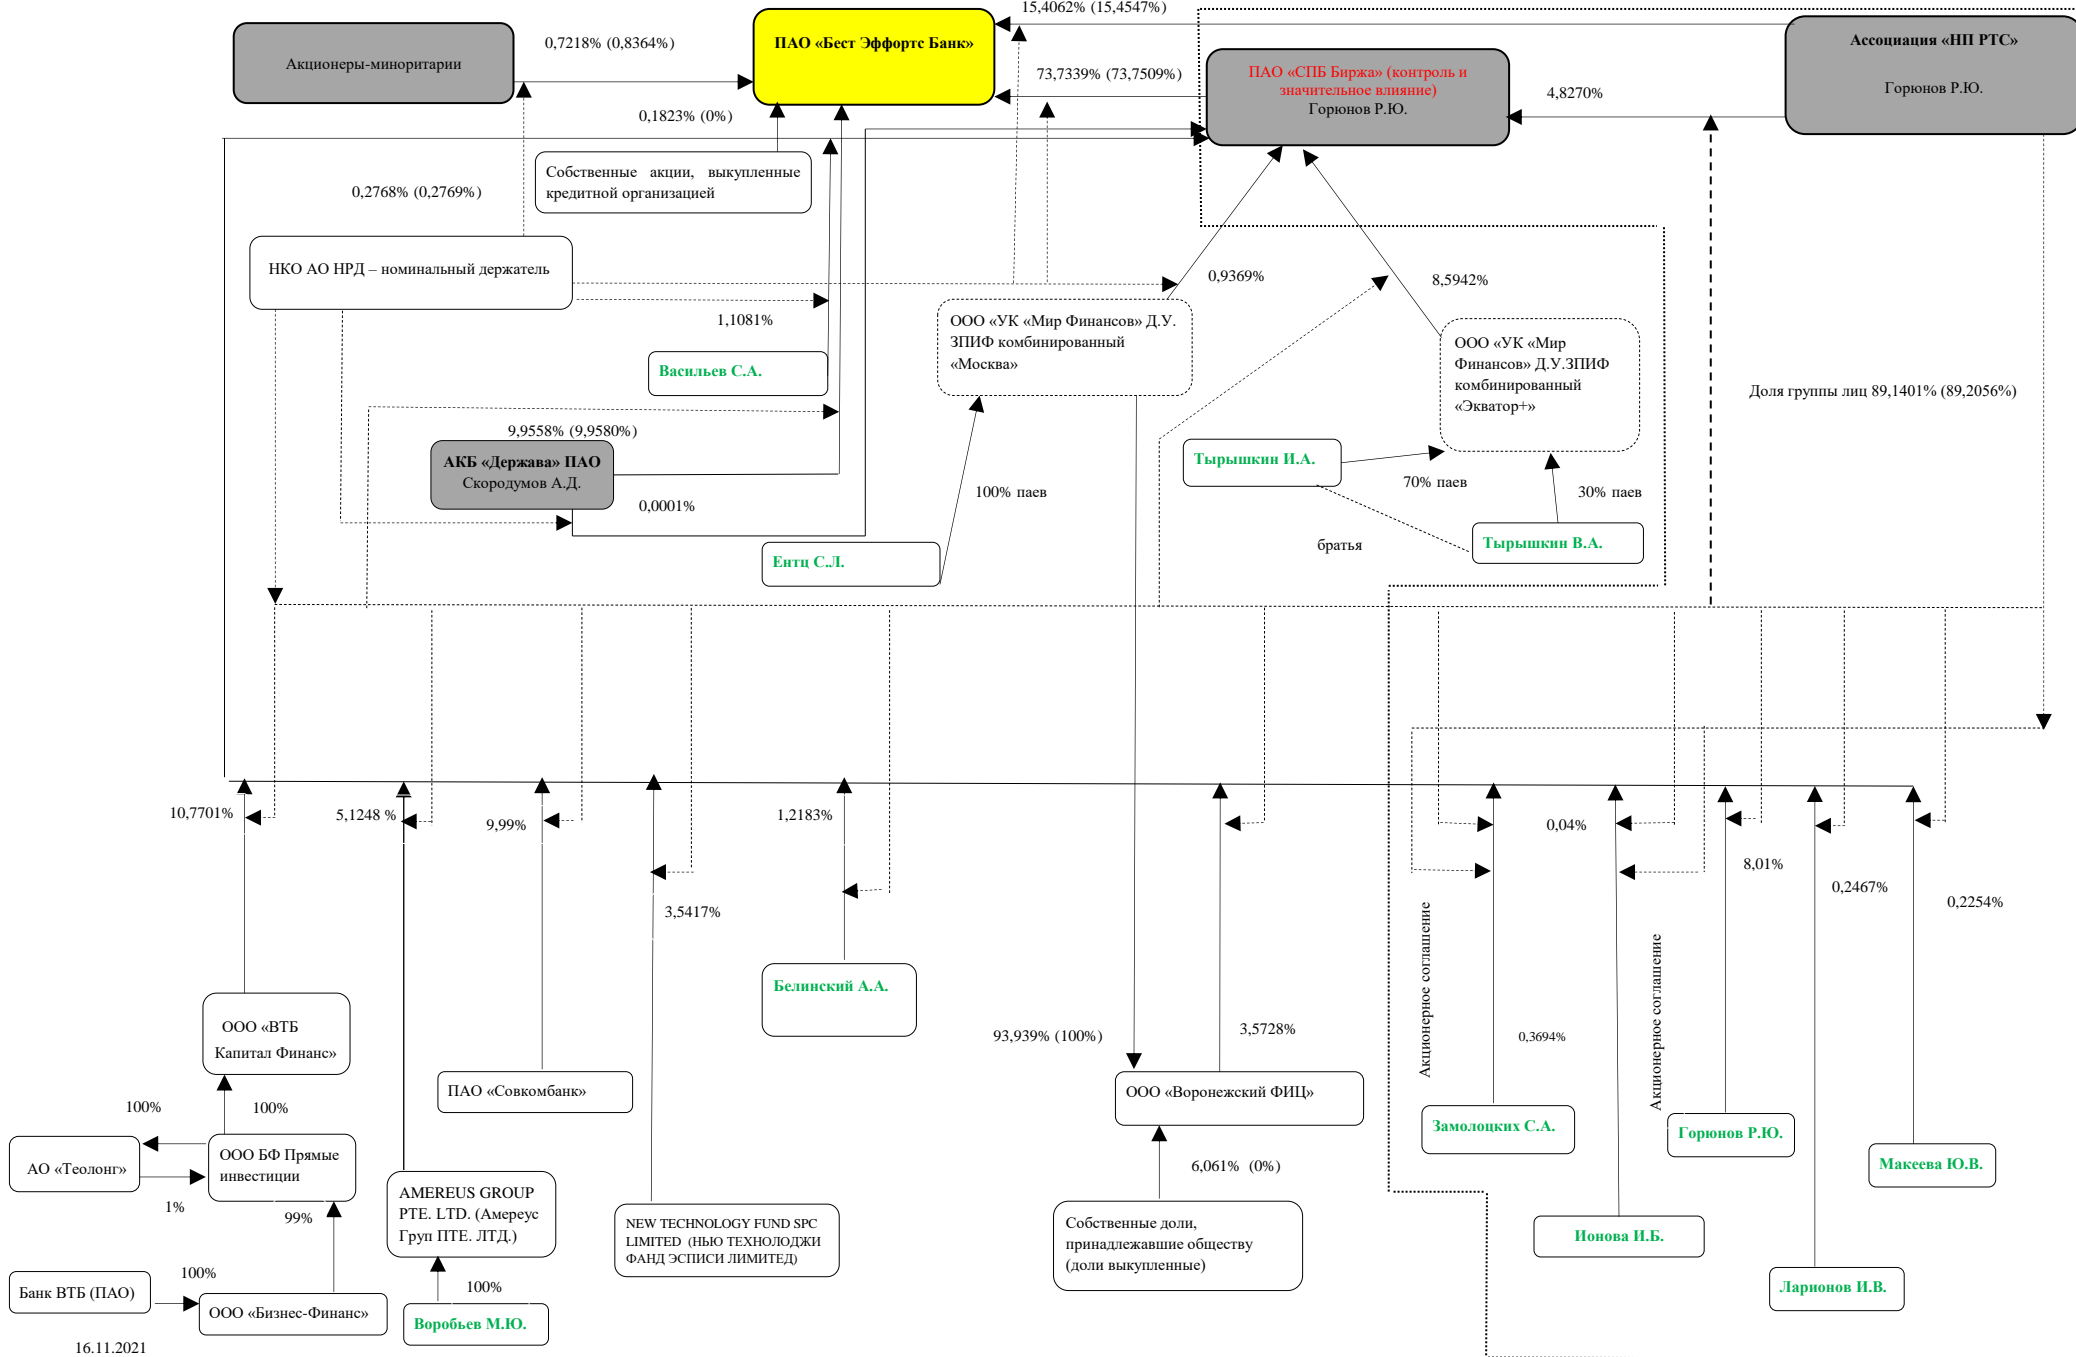 15,4062% (15,4547%)
0,7218% (0,8364%)
ПАО «Бест Эффортс Банк»
Ассоциация «НП РТС»
Горюнов Р.Ю.
Акционеры-миноритарии
73,7339% (73,7509%)
ПАО «СПБ Биржа» (контроль и
значительное влияние)
Горюнов Р.Ю.
4,8270%
0,1823% (0%)
Собственные акции, выкупленные
кредитной организацией
0,2768% (0,2769%)
НКО АО НРД – номинальный держатель
0,9369%
8,5942%
1,1081%
ООО «УК «Мир Финансов» Д.У.
ЗПИФ комбинированный
«Москва»
ООО «УК «Мир
Финансов» Д.У.ЗПИФ
комбинированный
«Экватор+»
Васильев С.А.
Доля группы лиц 89,1401% (89,2056%)
9,9558% (9,9580%)
АКБ «Держава» ПАО
Скородумов А.Д.
0,0001%
Тырышкин И.А.
70% паев
100% паев
30% паев
Тырышкин В.А.
братья
Ентц С.Л.
10,7701%
5,1248 %
9,99%
1,2183%
0,04%
8,01%
0,2467%
0,2254%
3,5417%
Акционерное соглашение
Акционерное соглашение
Белинский А.А.
ООО «ВТБ
Капитал Финанс»
93,939% (100%)
3,5728%
0,3694%
ПАО «Совкомбанк»
ООО «Воронежский ФИЦ»
100%
100%
Замолоцких С.А.
Горюнов Р.Ю.
Макеева Ю.В.
АО «Теолонг»
ООО БФ Прямые
инвестиции
6,061% (0%)
1%
99%
AMEREUS GROUP
PTE. LTD. (Амереус
Груп ПТЕ. ЛТД.)
NEW TECHNOLOGY FUND SPC
LIMITED (НЬЮ ТЕХНОЛОДЖИ
ФАНД ЭСПИСИ ЛИМИТЕД)
Собственные доли,
принадлежавшие обществу
(доли выкупленные)
Ионова И.Б.
Ларионов И.В.
100%
100%
Банк ВТБ (ПАО)
ООО «Бизнес-Финанс»
Воробьев М.Ю.
16.11.2021